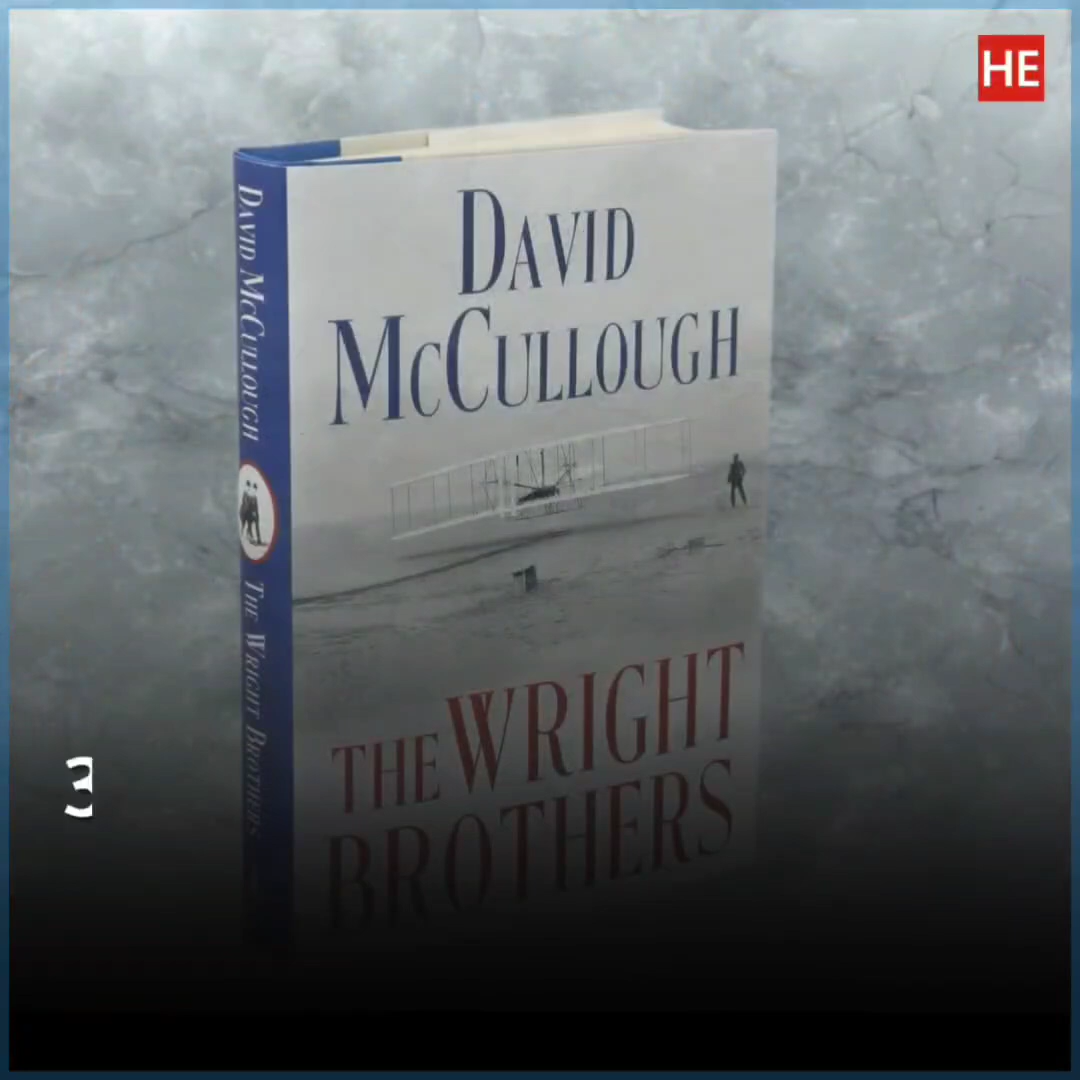 HE
DAVID
MCCULLOUGH
THE WRIGHT
BROTHERS
DAVID MCCULLOUGH
THE WRIGHT BROTHERS